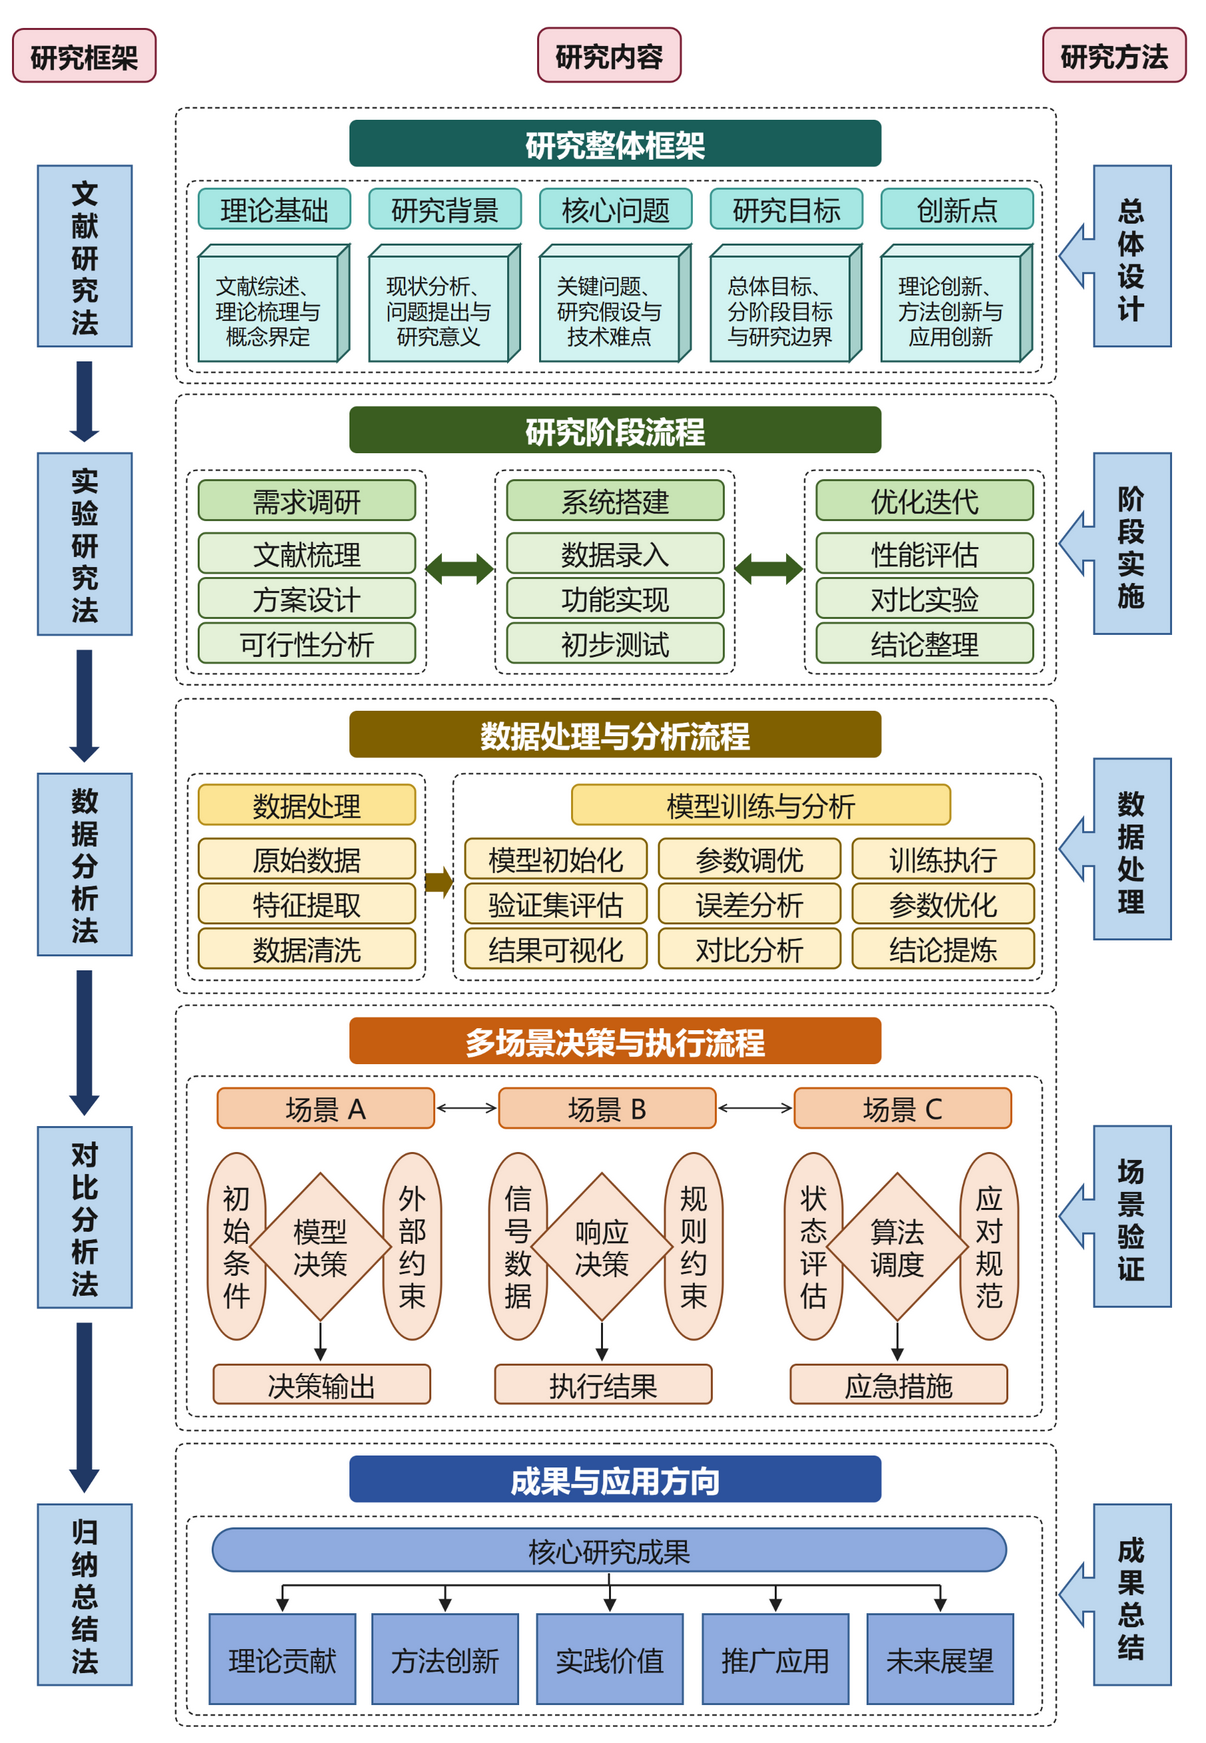 研究框架
研究内容
研究方法
文献研究法
实验研究法
数据分析法
对比分析法
归纳总结法
研究整体框架
理论基础
研究背景
核心问题
研究目标
创新点
文献综述、
理论梳理与
概念界定
现状分析、
问题提出与
研究意义
关键问题、
研究假设与
技术难点
总体目标、
分阶段目标
与研究边界
理论创新、
方法创新与
应用创新
研究阶段流程
需求调研
文献梳理
方案设计
可行性分析
系统搭建
数据录入
功能实现
初步测试
优化迭代
性能评估
对比实验
结论整理
数据处理与分析流程
数据处理
原始数据
特征提取
数据清洗
模型训练与分析
模型初始化
参数调优
训练执行
验证集评估
误差分析
参数优化
结果可视化
对比分析
结论提炼
多场景决策与执行流程
场景 A
场景 B
场景 C
初始条件
模型
决策
外部约束
信号数据
响应
决策
规则约束
状态评估
算法
调度
应对规范
决策输出
执行结果
应急措施
成果与应用方向
核心研究成果
理论贡献
方法创新
实践价值
推广应用
未来展望
总体设计
阶段实施
数据处理
场景验证
成果总结